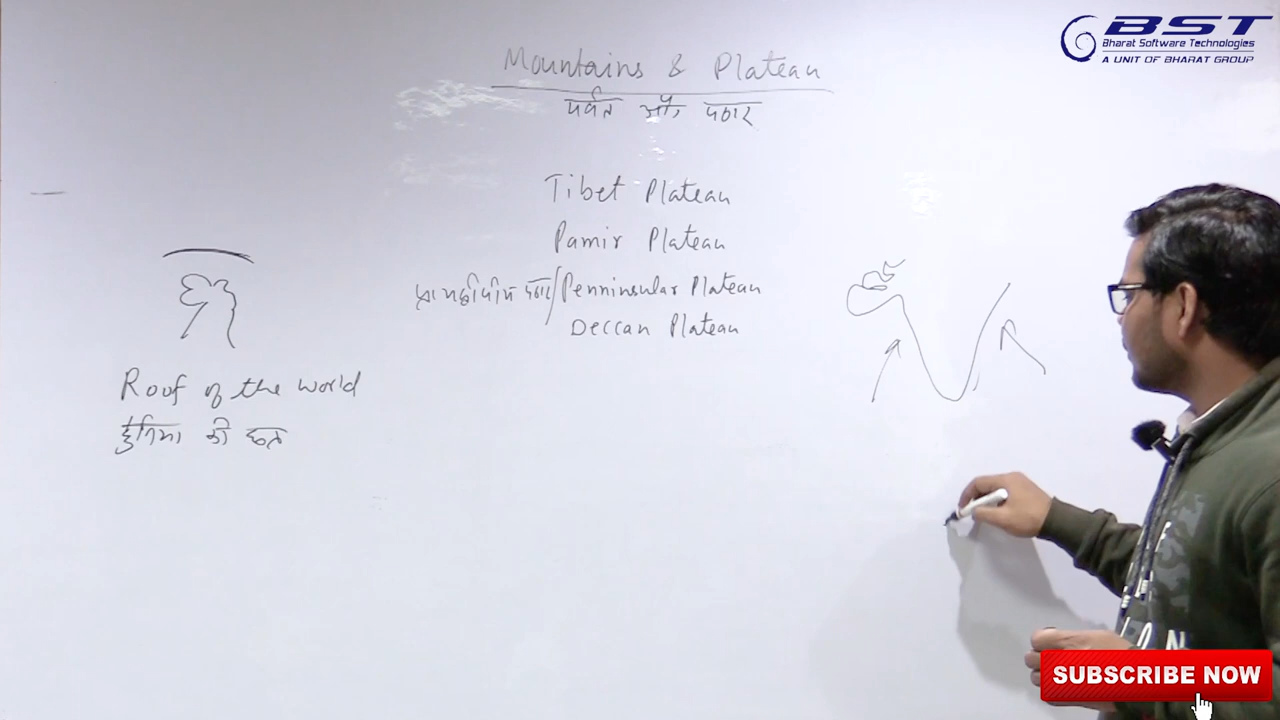 BST
Bharat Software Technologies
A UNIT OF BHARAT GROUP
Mountains & Plateau
पर्वत और पठार
Tibet Plateau
Pamir Plateau
प्रायद्वीपीय पठार/Penninsular Plateau
Deccan Plateau
Roof of the world
दुनिया की छत
SUBSCRIBE NOW